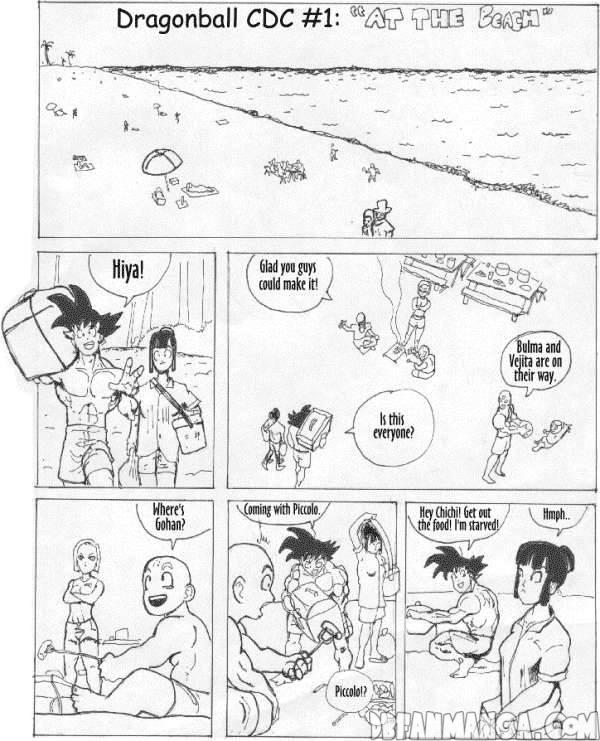 Dragonball CDC #1: "AT THE BEACH"
Hiya!
Glad you guys
could make it!
Bulma and
Vejita are on
their way.
Is this
everyone?
Where's
Gohan?
Coming with Piccolo.
Piccolo!?
Hey Chichi! Get out
the food! I'm starved!
Hmph..
DBFANMANGA.COM